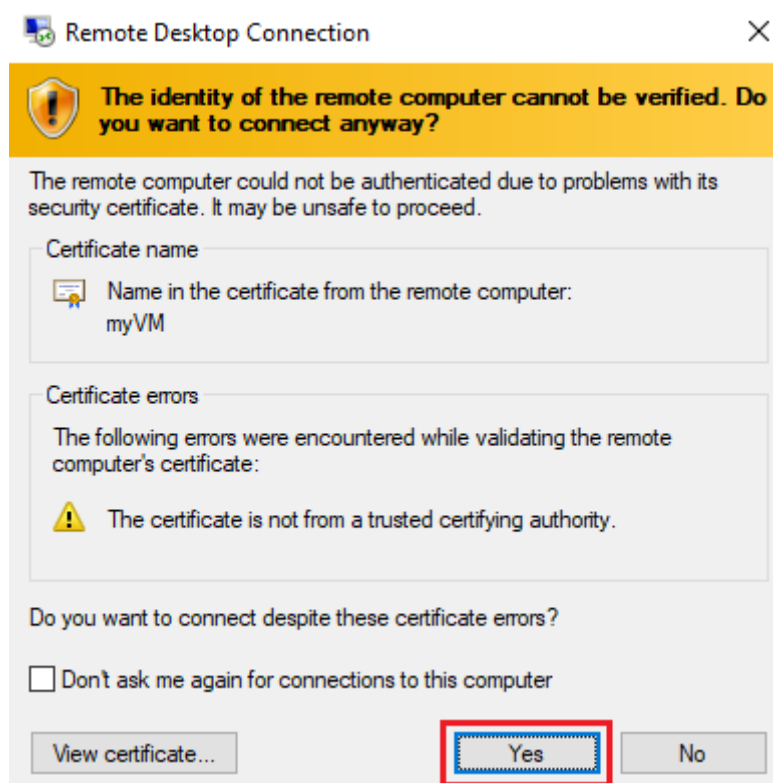 Remote Desktop Connection
The identity of the remote computer cannot be verified. Do
you want to connect anyway?
The remote computer could not be authenticated due to problems with its
security certificate. It may be unsafe to proceed.
Certificate name
Name in the certificate from the remote computer:
myVM
Certificate errors
The following errors were encountered while validating the remote
computer's certificate:
The certificate is not from a trusted certifying authority.
Do you want to connect despite these certificate errors?
Don't ask me again for connections to this computer
View certificate...
Yes
No